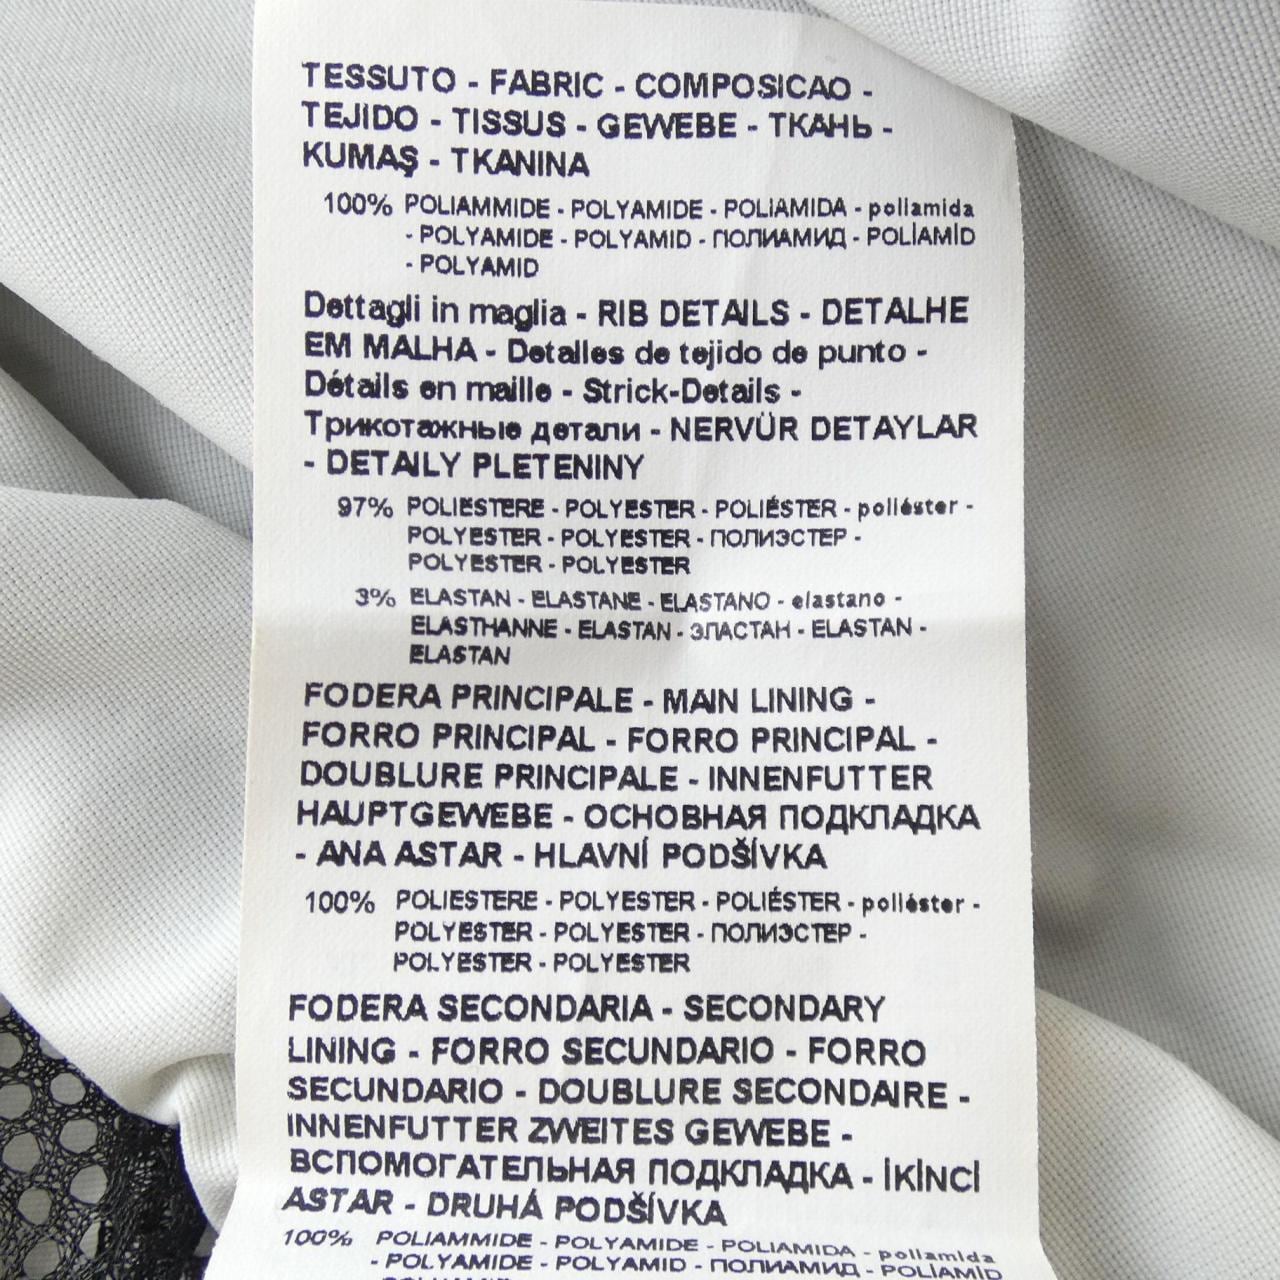 TESSUTO - FABRIC - COMPOSICAO -
TEJIDO - TISSUS - GEWEBE - ТКАНЬ -
KUMAŞ - TKANINA
100% POLIAMMIDE - POLYAMIDE - POLIAMIDA - poliamida
- POLYAMIDE - POLYAMID - ПОЛИАМИД - POLİAMİD
- POLYAMID
Dettagli in maglia - RIB DETAILS - DETALHE
EM MALHA - Detalles de tejido de punto -
Détails en maille - Strick-Details -
Трикотажные детали - NERVÜR DETAYLAR
- DETAILY PLETENINY
97% POLIESTERE - POLYESTER - POLIÉSTER - poliéster -
POLYESTER - POLYESTER - ПОЛИЭСТЕР -
POLYESTER - POLYESTER
3% ELASTAN - ELASTANE - ELASTANO - elastano -
ELASTHANNE - ELASTAN - ЭЛАСТАН - ELASTAN -
ELASTAN
FODERA PRINCIPALE - MAIN LINING -
FORRO PRINCIPAL - FORRO PRINCIPAL -
DOUBLURE PRINCIPALE - INNENFUTTER
HAUPTGEWEBE - ОСНОВНАЯ ПОДКЛАДКА
- ANA ASTAR - HLAVNÍ PODŠÍVKA
100% POLIESTERE - POLYESTER - POLIÉSTER - poliéster -
POLYESTER - POLYESTER - ПОЛИЭСТЕР -
POLYESTER - POLYESTER
FODERA SECONDARIA - SECONDARY
LINING - FORRO SECUNDARIO - FORRO
SECUNDARIO - DOUBLURE SECONDAIRE -
INNENFUTTER ZWEITES GEWEBE -
ВСПОМОГАТЕЛЬНАЯ ПОДКЛАДКА - İKİNCİ
ASTAR - DRUHÁ PODŠÍVKA
100% POLIAMMIDE - POLYAMIDE - POLIAMIDA - poliamida
- POLYAMIDE - POLYAMID - ПОЛИАМИД - POLİAMİD